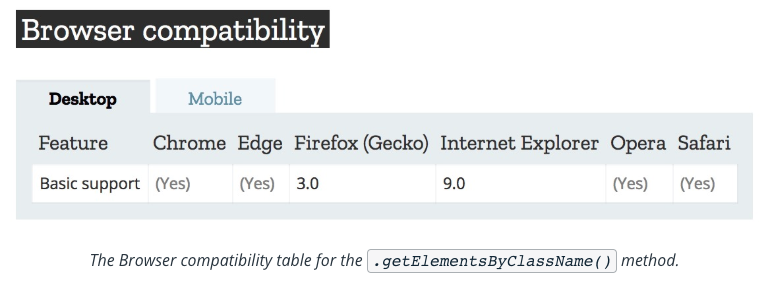 Browser compatibility
Desktop Mobile
Feature Chrome Edge Firefox (Gecko) Internet Explorer Opera Safari
Basic support (Yes) (Yes) 3.0 9.0 (Yes) (Yes)
The Browser compatibility table for the .getElementsByClassName() method.